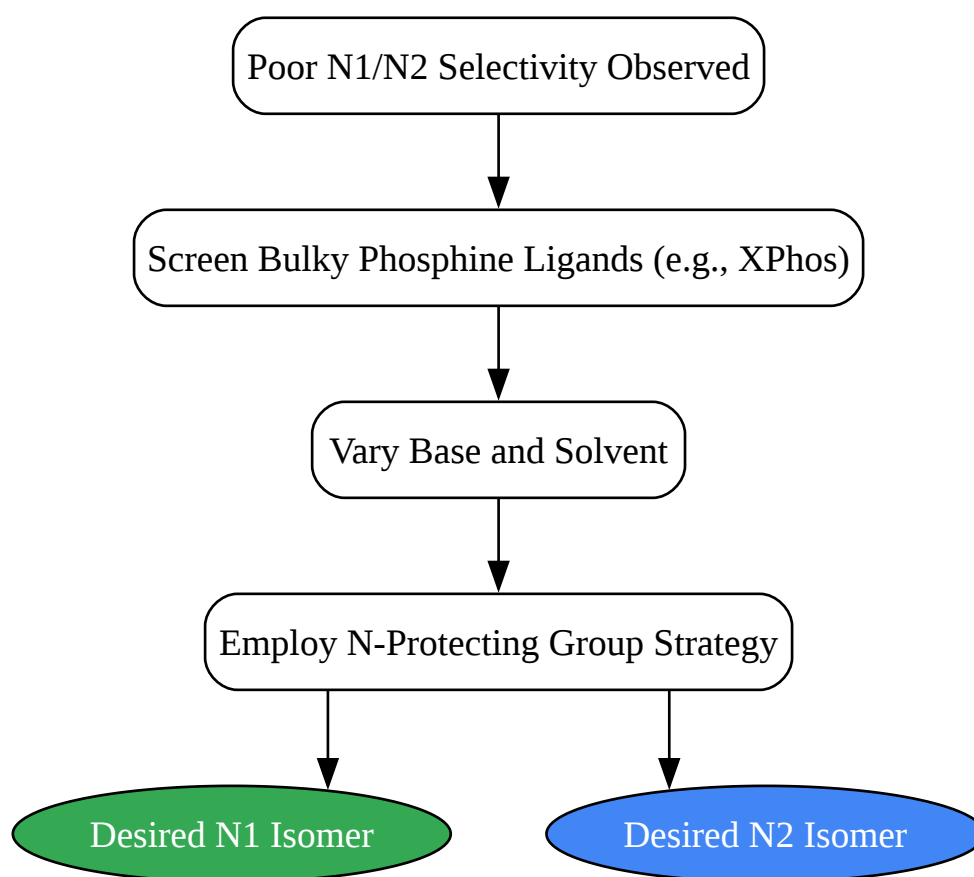 Poor N1/N2 Selectivity Observed
Screen Bulky Phosphine Ligands (e.g., XPhos)
Vary Base and Solvent
Employ N-Protecting Group Strategy
Desired N1 Isomer
Desired N2 Isomer